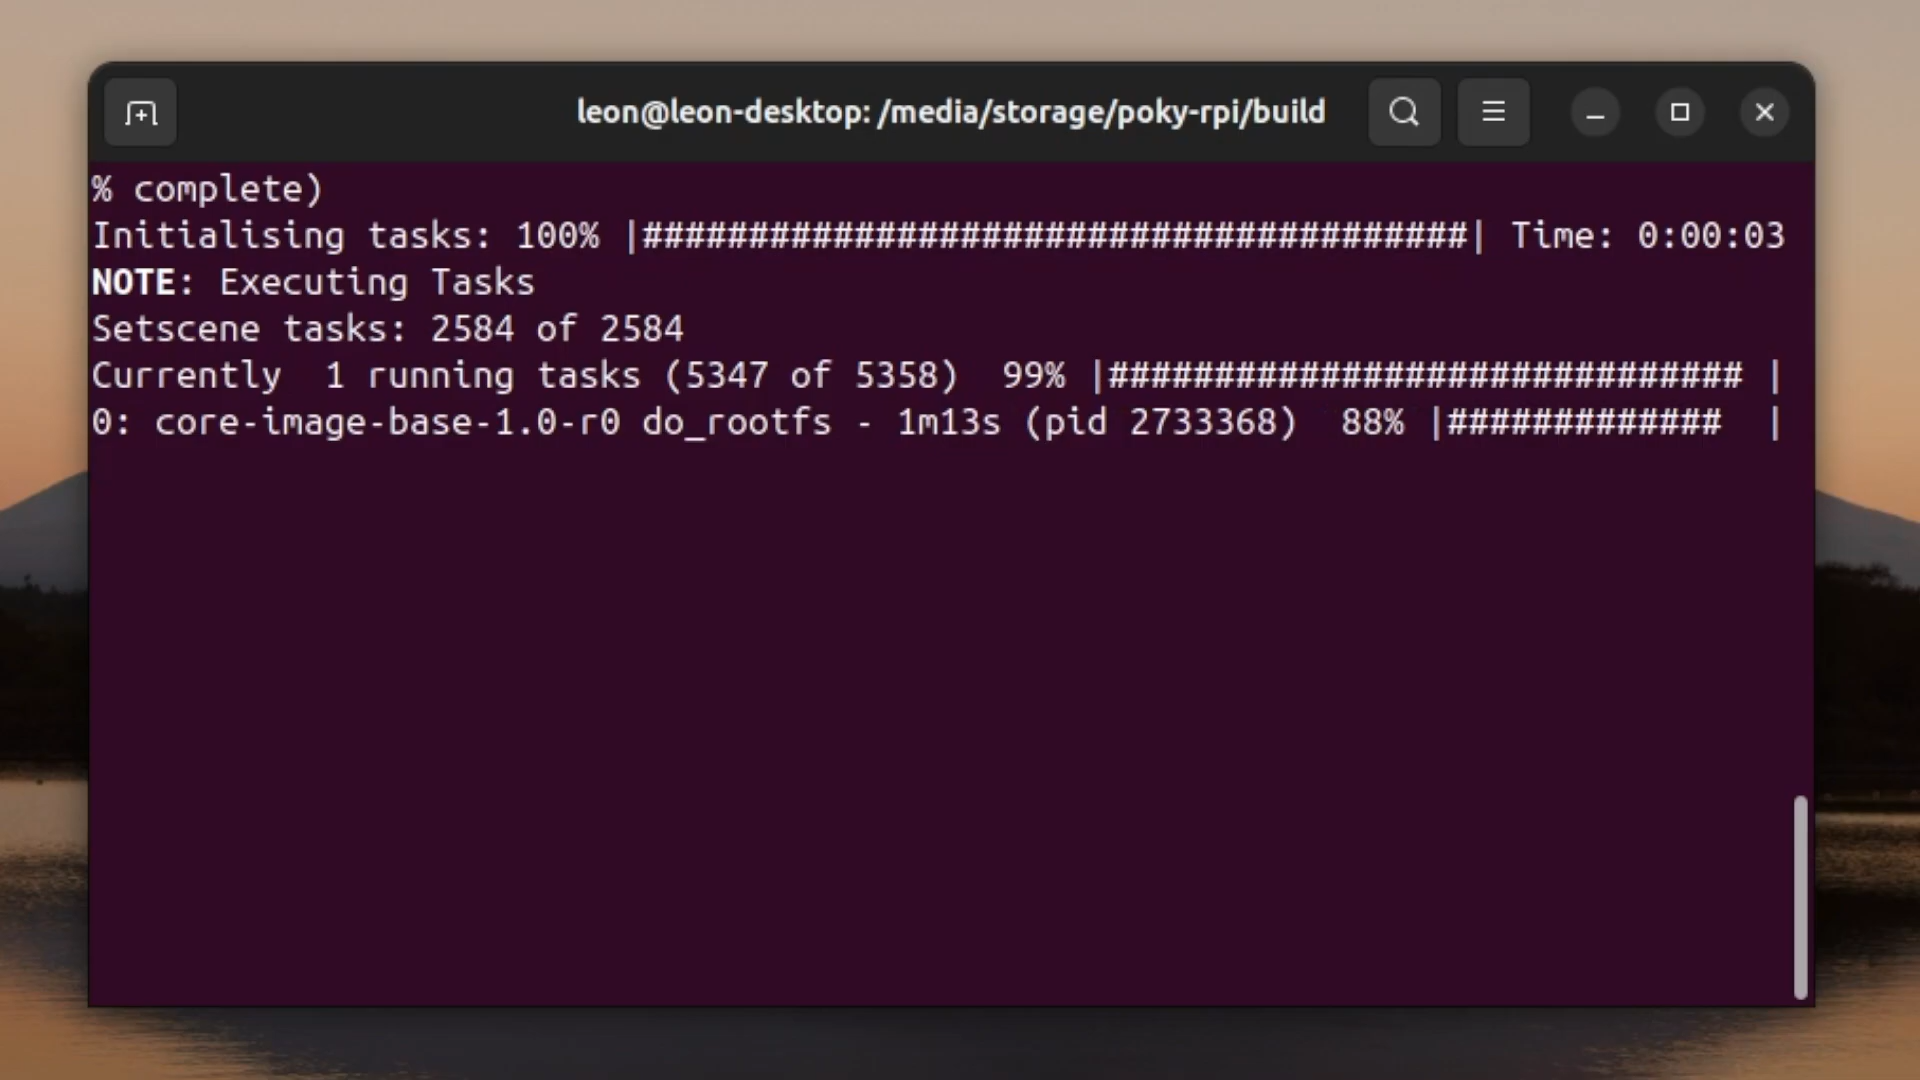 leon@leon-desktop: /media/storage/poky-rpi/build
% complete)
Initialising tasks: 100% |#######################################| Time: 0:00:03
NOTE: Executing Tasks
Setscene tasks: 2584 of 2584
Currently  1 running tasks (5347 of 5358)  99% |############################## |
0: core-image-base-1.0-r0 do_rootfs - 1m13s (pid 2733368)  88% |#############  |